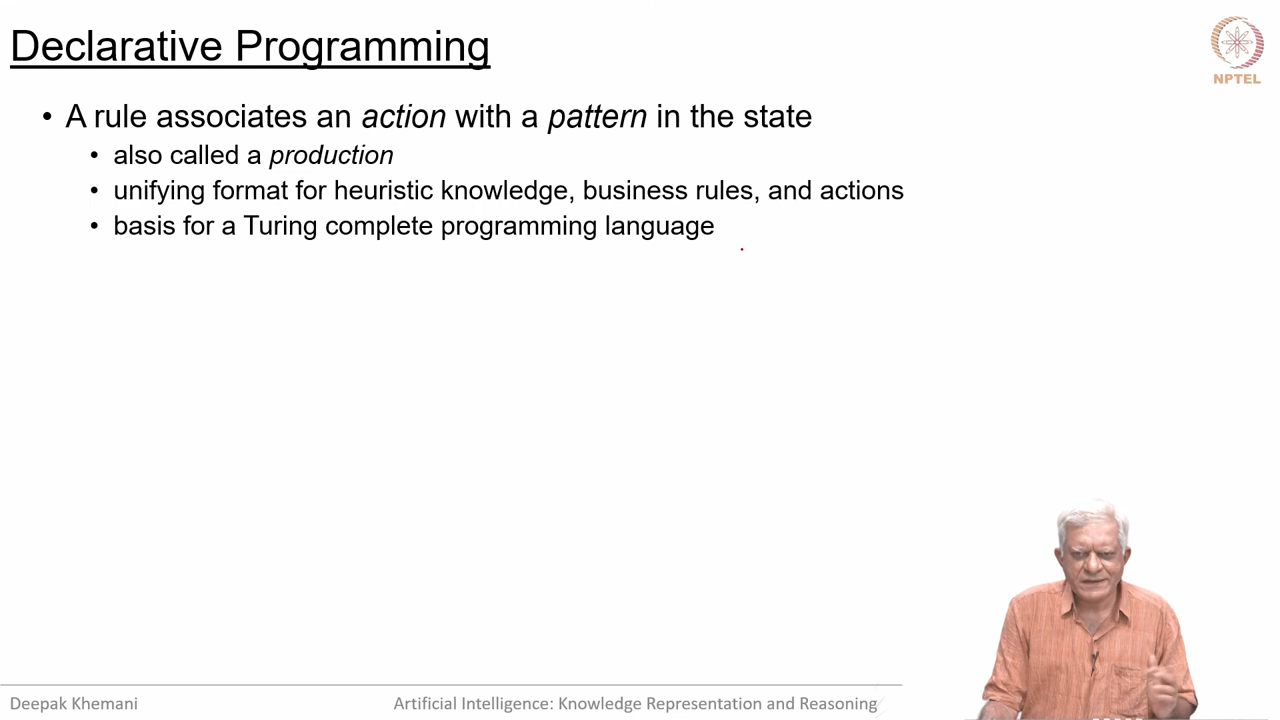 Declarative Programming
NPTEL
• A rule associates an action with a pattern in the state
• also called a production
• unifying format for heuristic knowledge, business rules, and actions
• basis for a Turing complete programming language
Deepak Khemani
Artificial Intelligence: Knowledge Representation and Reasoning